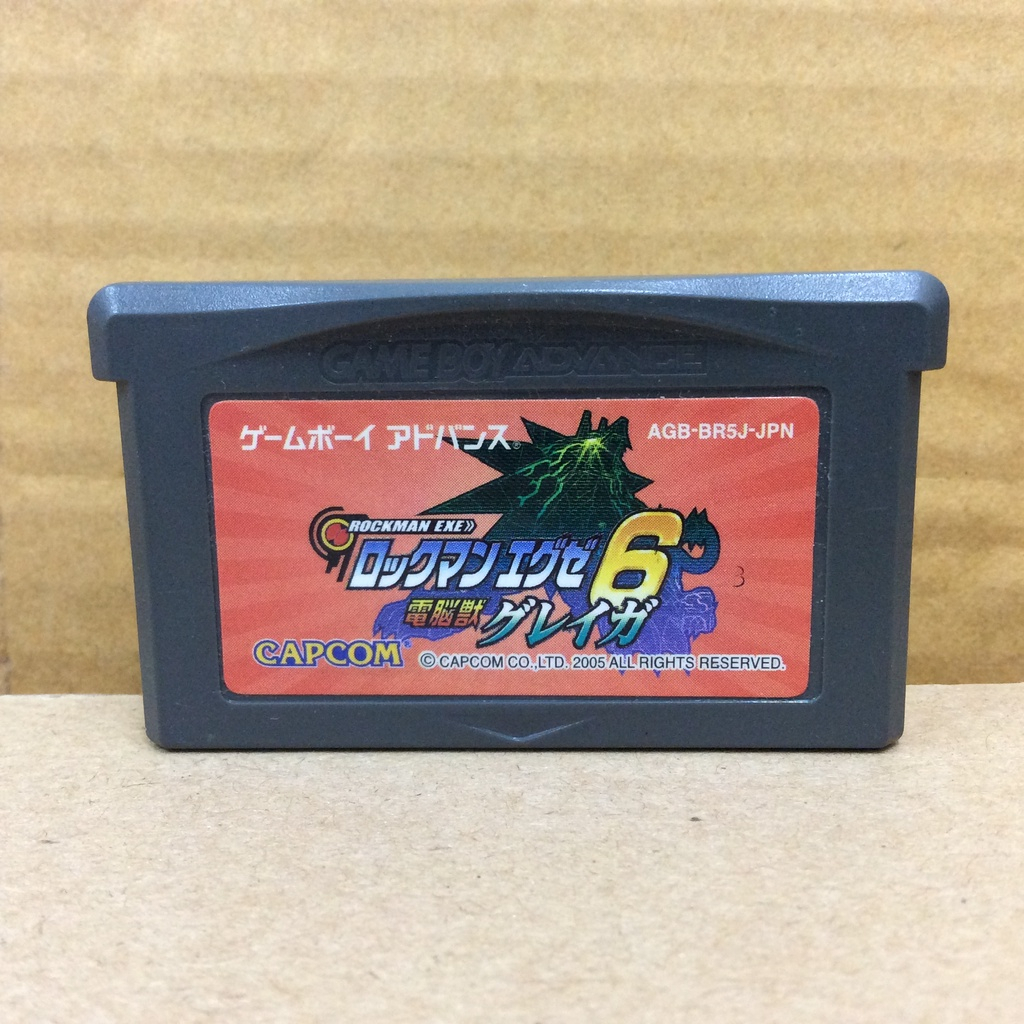 GAME BOY ADVANCE
ゲームボーイ アドバンス®
AGB-BR5J-JPN
ROCKMAN EXE
ロックマン エグゼ 6
電脳獣 グレイガ
3
CAPCOM®
© CAPCOM CO.,LTD. 2005 ALL RIGHTS RESERVED.